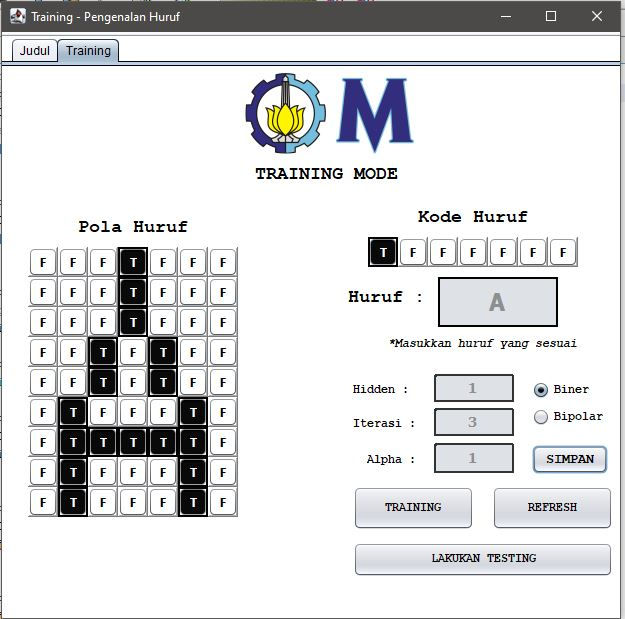 Training - Pengenalan Huruf
Judul Training
M
TRAINING MODE
Pola Huruf
F F F T F F F
F F F T F F F
F F F T F F F
F F T F T F F
F F T F T F F
F T F F F T F
F T T T T T F
F T F F F T F
F T F F F T F
Kode Huruf
T F F F F F F
Huruf : A
*Masukkan huruf yang sesuai
Hidden : 1 Biner
Iterasi : 3 Bipolar
Alpha : 1 SIMPAN
TRAINING REFRESH
LAKUKAN TESTING